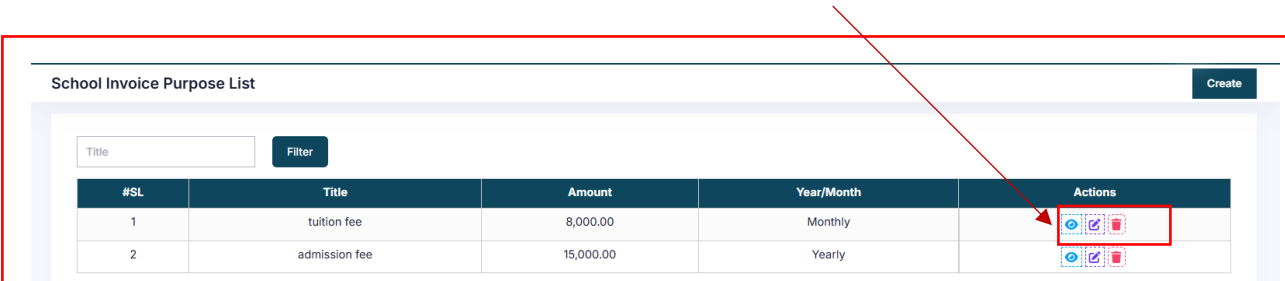 School Invoice Purpose List Create
Title Filter
#SL Title Amount Year/Month Actions
1 tuition fee 8,000.00 Monthly
2 admission fee 15,000.00 Yearly